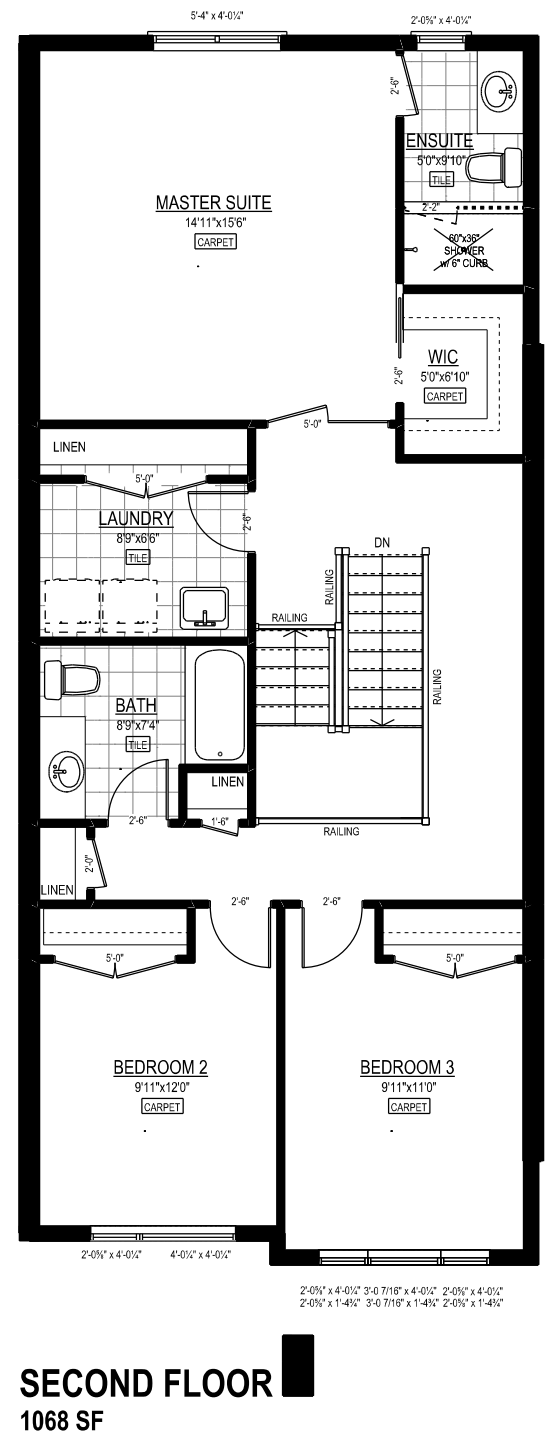 5'-4" x 4'-0¼"
2'-0⅝" x 4'-0¼"
2'-6"
ENSUITE
5'0"x9'10"
TILE
MASTER SUITE
14'11"x15'6"
CARPET
2'-2"
60"x36"
SHOWER
w/ 6" CURB
WIC
5'0"x6'10"
CARPET
2'-6"
5'-0"
LINEN
5'-0"
LAUNDRY
8'9"x6'6"
TILE
2'-6"
DN
RAILING
RAILING
RAILING
BATH
8'9"x7'4"
TILE
LINEN
2'-6"
1'-6"
RAILING
2'-0"
LINEN
2'-6"
2'-6"
5'-0"
5'-0"
BEDROOM 2
9'11"x12'0"
CARPET
BEDROOM 3
9'11"x11'0"
CARPET
2'-0⅝" x 4'-0¼"
4'-0¼" x 4'-0¼"
2'-0⅝" x 4'-0¼" 3'-0 7/16" x 4'-0¼" 2'-0⅝" x 4'-0¼"
2'-0⅝" x 1'-4¾" 3'-0 7/16" x 1'-4¾" 2'-0⅝" x 1'-4¾"
SECOND FLOOR
1068 SF